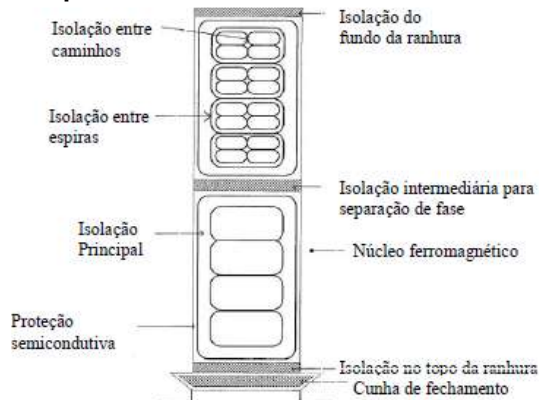 Isolação do
fundo da ranhura
Isolação entre
caminhos
Isolação entre
espiras
Isolação intermediária para
separação de fase
Isolação
Principal
Núcleo ferromagnético
Proteção
semicondutiva
Isolação no topo da ranhura
Cunha de fechamento